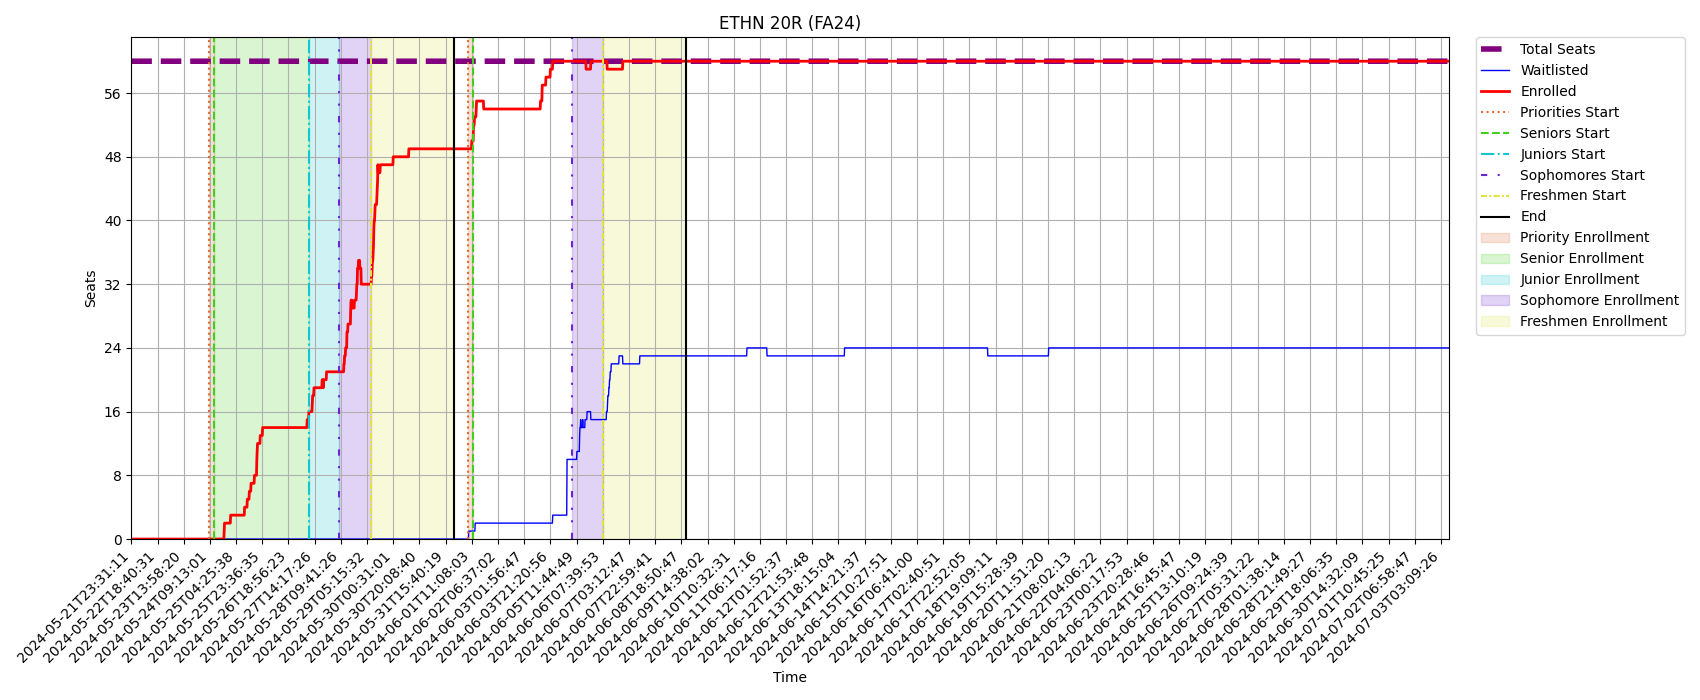 ETHN 20R (FA24)
Total Seats
Waitlisted
Enrolled
Priorities Start
Seniors Start
Juniors Start
Sophomores Start
Freshmen Start
End
Priority Enrollment
Senior Enrollment
Junior Enrollment
Sophomore Enrollment
Freshmen Enrollment
Seats
56
48
40
32
24
16
8
0
2024-05-21T23:31:11
2024-05-22T18:40:31
2024-05-23T13:58:20
2024-05-24T09:13:01
2024-05-25T04:25:38
2024-05-25T23:36:35
2024-05-26T18:56:23
2024-05-27T14:17:26
2024-05-28T09:41:26
2024-05-29T05:15:32
2024-05-30T00:31:01
2024-05-30T20:08:40
2024-05-31T15:40:19
2024-06-01T11:08:03
2024-06-02T06:37:02
2024-06-03T01:56:47
2024-06-03T21:20:56
2024-06-05T11:44:49
2024-06-06T07:39:53
2024-06-07T03:12:47
2024-06-07T22:59:41
2024-06-08T18:50:47
2024-06-09T14:38:02
2024-06-10T10:32:31
2024-06-11T06:17:16
2024-06-12T01:52:37
2024-06-12T21:53:48
2024-06-13T18:15:04
2024-06-14T14:21:37
2024-06-15T10:27:51
2024-06-16T06:41:00
2024-06-17T02:40:51
2024-06-17T22:52:05
2024-06-18T19:09:11
2024-06-19T15:28:39
2024-06-20T11:51:20
2024-06-21T08:02:13
2024-06-22T04:06:22
2024-06-23T00:17:53
2024-06-23T20:28:46
2024-06-24T16:45:47
2024-06-25T13:10:19
2024-06-26T09:24:39
2024-06-27T05:31:22
2024-06-28T01:36:14
2024-06-28T21:49:27
2024-06-29T18:06:35
2024-06-30T14:32:09
2024-07-01T10:45:25
2024-07-02T06:58:47
2024-07-03T03:09:26
Time